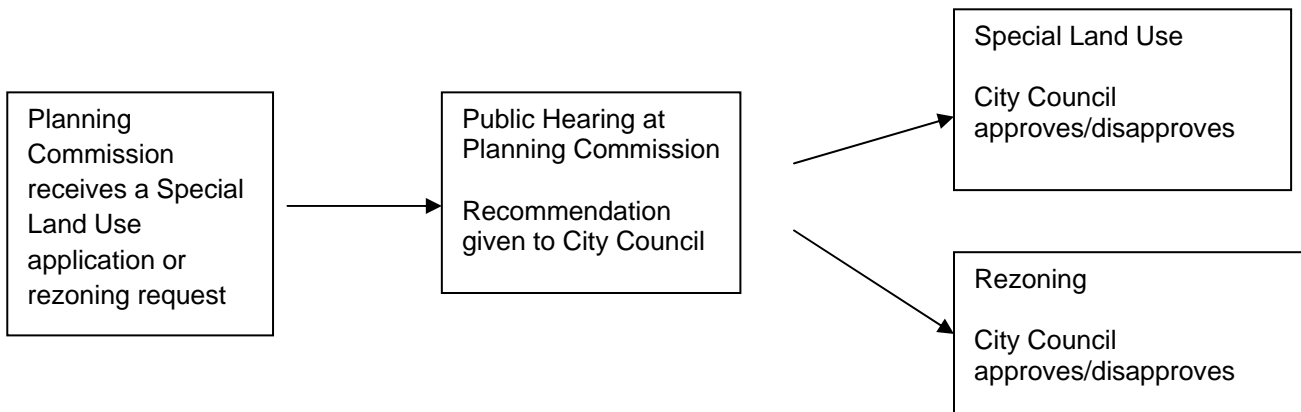 Planning
Commission
receives a Special
Land Use
application or
rezoning request
Public Hearing at
Planning Commission
Recommendation
given to City Council
Special Land Use
City Council
approves/disapproves
Rezoning
City Council
approves/disapproves